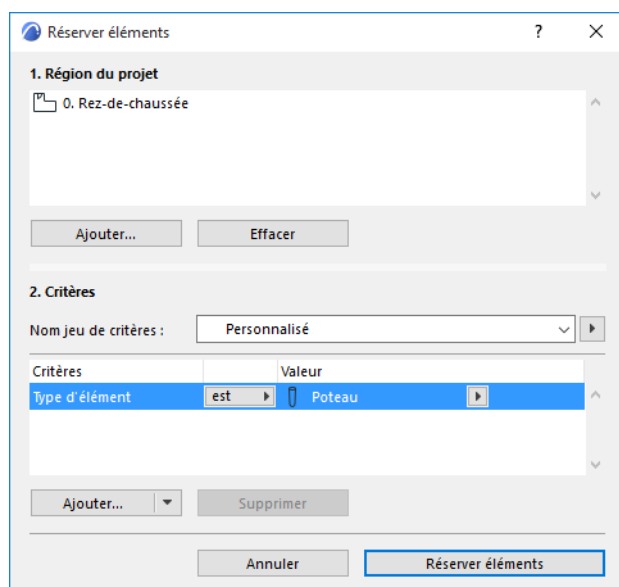 Réserver éléments ?
1. Région du projet
0. Rez-de-chaussée
Ajouter... Effacer
2. Critères
Nom jeu de critères : Personnalisé
Critères Valeur
Type d'élément est Poteau
Ajouter... Supprimer
Annuler Réserver éléments